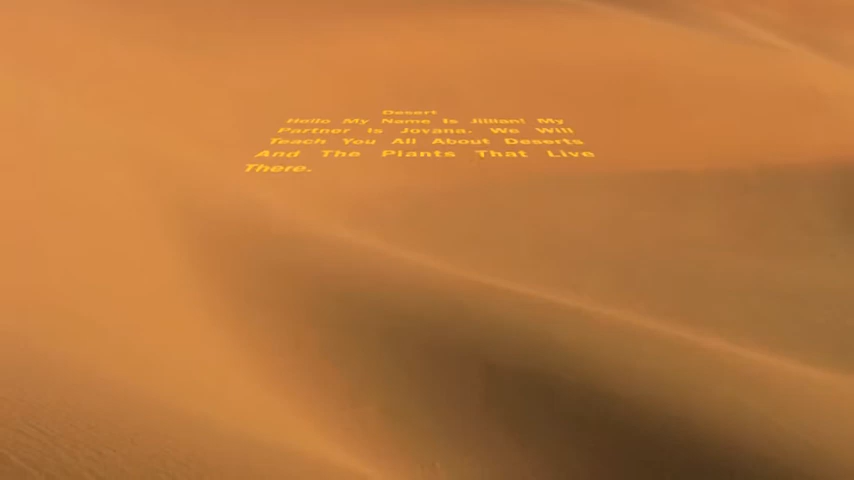 Desert
Hello My Name Is Jillian! My
Partner Is Jovana. We Will
Teach You All About Deserts
And The Plants That Live
There.